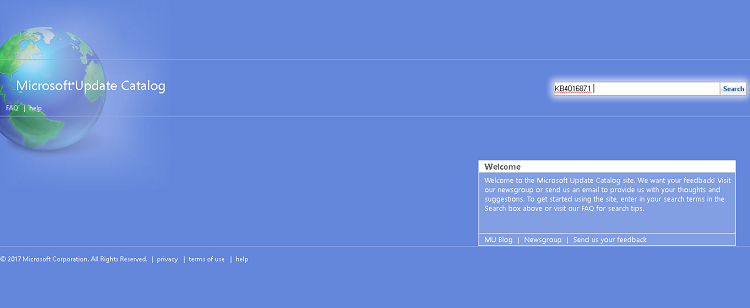 Microsoft® Update Catalog
FAQ | help
KB4016871
Search
Welcome
Welcome to the Microsoft Update Catalog site. We want your feedback! Visit
our newsgroup or send us an email to provide us with your thoughts and
suggestions. To get started using the site, enter in your search terms in the
Search box above or visit our FAQ for search tips.
MU Blog | Newsgroup | Send us your feedback
© 2017 Microsoft Corporation. All Rights Reserved. | privacy | terms of use | help